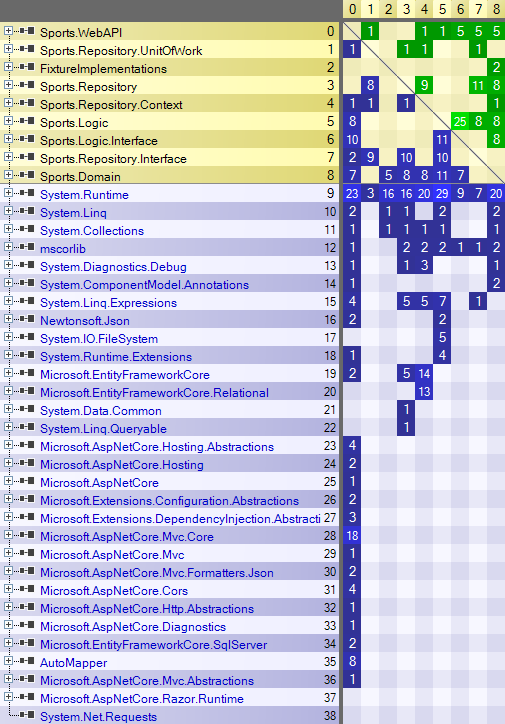 0 1 2 3 4 5 6 7 8
Sports.WebAPI 0 1 1 1 5 5 5
Sports.Repository.UnitOfWork 1 1 1 1 1
FixtureImplementations 2 2
Sports.Repository 3 8 9 11 8
Sports.Repository.Context 4 1 1 1 1
Sports.Logic 5 8 25 8 8
Sports.Logic.Interface 6 10 11 8
Sports.Repository.Interface 7 2 9 10 10
Sports.Domain 8 7 5 8 8 11 7
System.Runtime 9 23 3 16 16 20 29 9 7 20
System.Linq 10 2 1 1 2 2
System.Collections 11 1 1 1 1 1 1
mscorlib 12 1 2 2 2 1 1 2
System.Diagnostics.Debug 13 1 1 3 1
System.ComponentModel.Annotations 14 1 2
System.Linq.Expressions 15 4 5 5 7 1
Newtonsoft.Json 16 2 2
System.IO.FileSystem 17 5
System.Runtime.Extensions 18 1 4
Microsoft.EntityFrameworkCore 19 2 5 14
Microsoft.EntityFrameworkCore.Relational 20 13
System.Data.Common 21 1
System.Linq.Queryable 22 1
Microsoft.AspNetCore.Hosting.Abstractions 23 4
Microsoft.AspNetCore.Hosting 24 2
Microsoft.AspNetCore 25 1
Microsoft.Extensions.Configuration.Abstractions 26 2
Microsoft.Extensions.DependencyInjection.Abstracti 27 3
Microsoft.AspNetCore.Mvc.Core 28 18
Microsoft.AspNetCore.Mvc 29 1
Microsoft.AspNetCore.Mvc.Formatters.Json 30 2
Microsoft.AspNetCore.Cors 31 4
Microsoft.AspNetCore.Http.Abstractions 32 1
Microsoft.AspNetCore.Diagnostics 33 1
Microsoft.EntityFrameworkCore.SqlServer 34 2
AutoMapper 35 8
Microsoft.AspNetCore.Mvc.Abstractions 36 1
Microsoft.AspNetCore.Razor.Runtime 37
System.Net.Requests 38